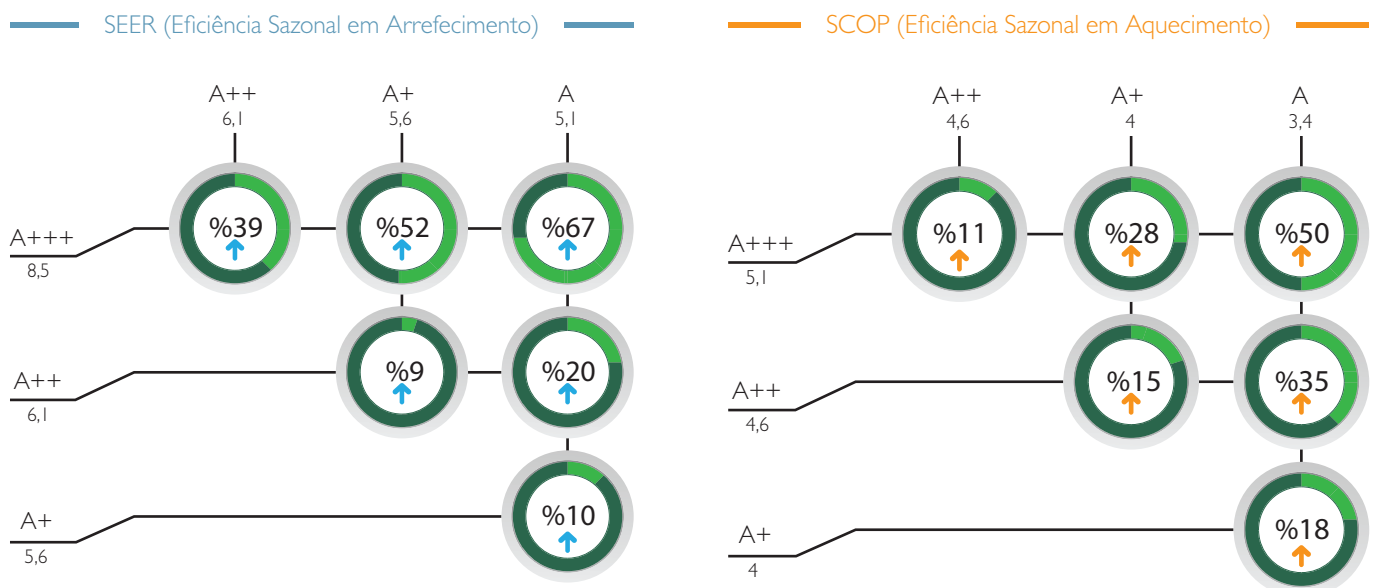 SEER (Eficiência Sazonal em Arrefecimento)
A++
6,1
A+
5,6
A
5,1
A+++
8,5
%39
%52
%67
A++
6,1
%9
%20
A+
5,6
%10
SCOP (Eficiência Sazonal em Aquecimento)
A++
4,6
A+
4
A
3,4
A+++
5,1
%11
%28
%50
A++
4,6
%15
%35
A+
4
%18